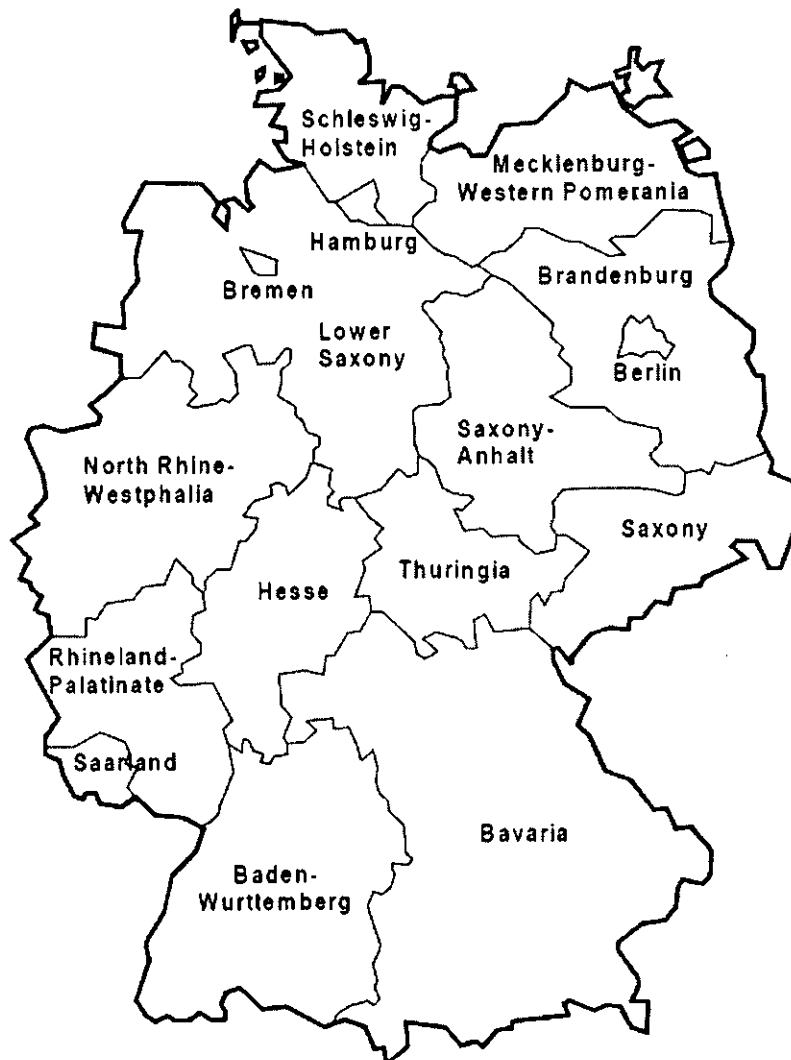 Schleswig-
Holstein
Mecklenburg-
Western Pomerania
Hamburg
Bremen
Brandenburg
Lower
Saxony
Berlin
Saxony-
Anhalt
North Rhine-
Westphalia
Saxony
Hesse
Thuringia
Rhineland-
Palatinate
Saarland
Bavaria
Baden-
Wurttemberg